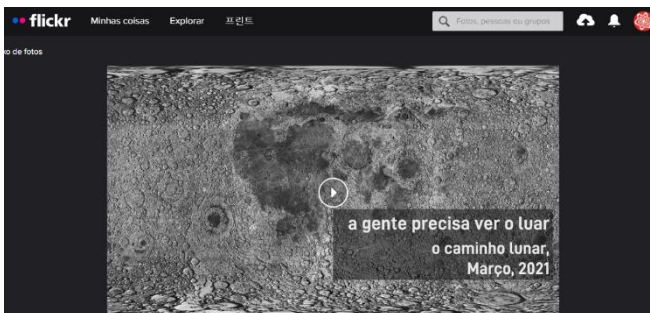 flickr Minhas coisas Explorar 프린트 Fotos, pessoas ou grupos
xo de fotos
a gente precisa ver o luar
o caminho lunar,
Março, 2021